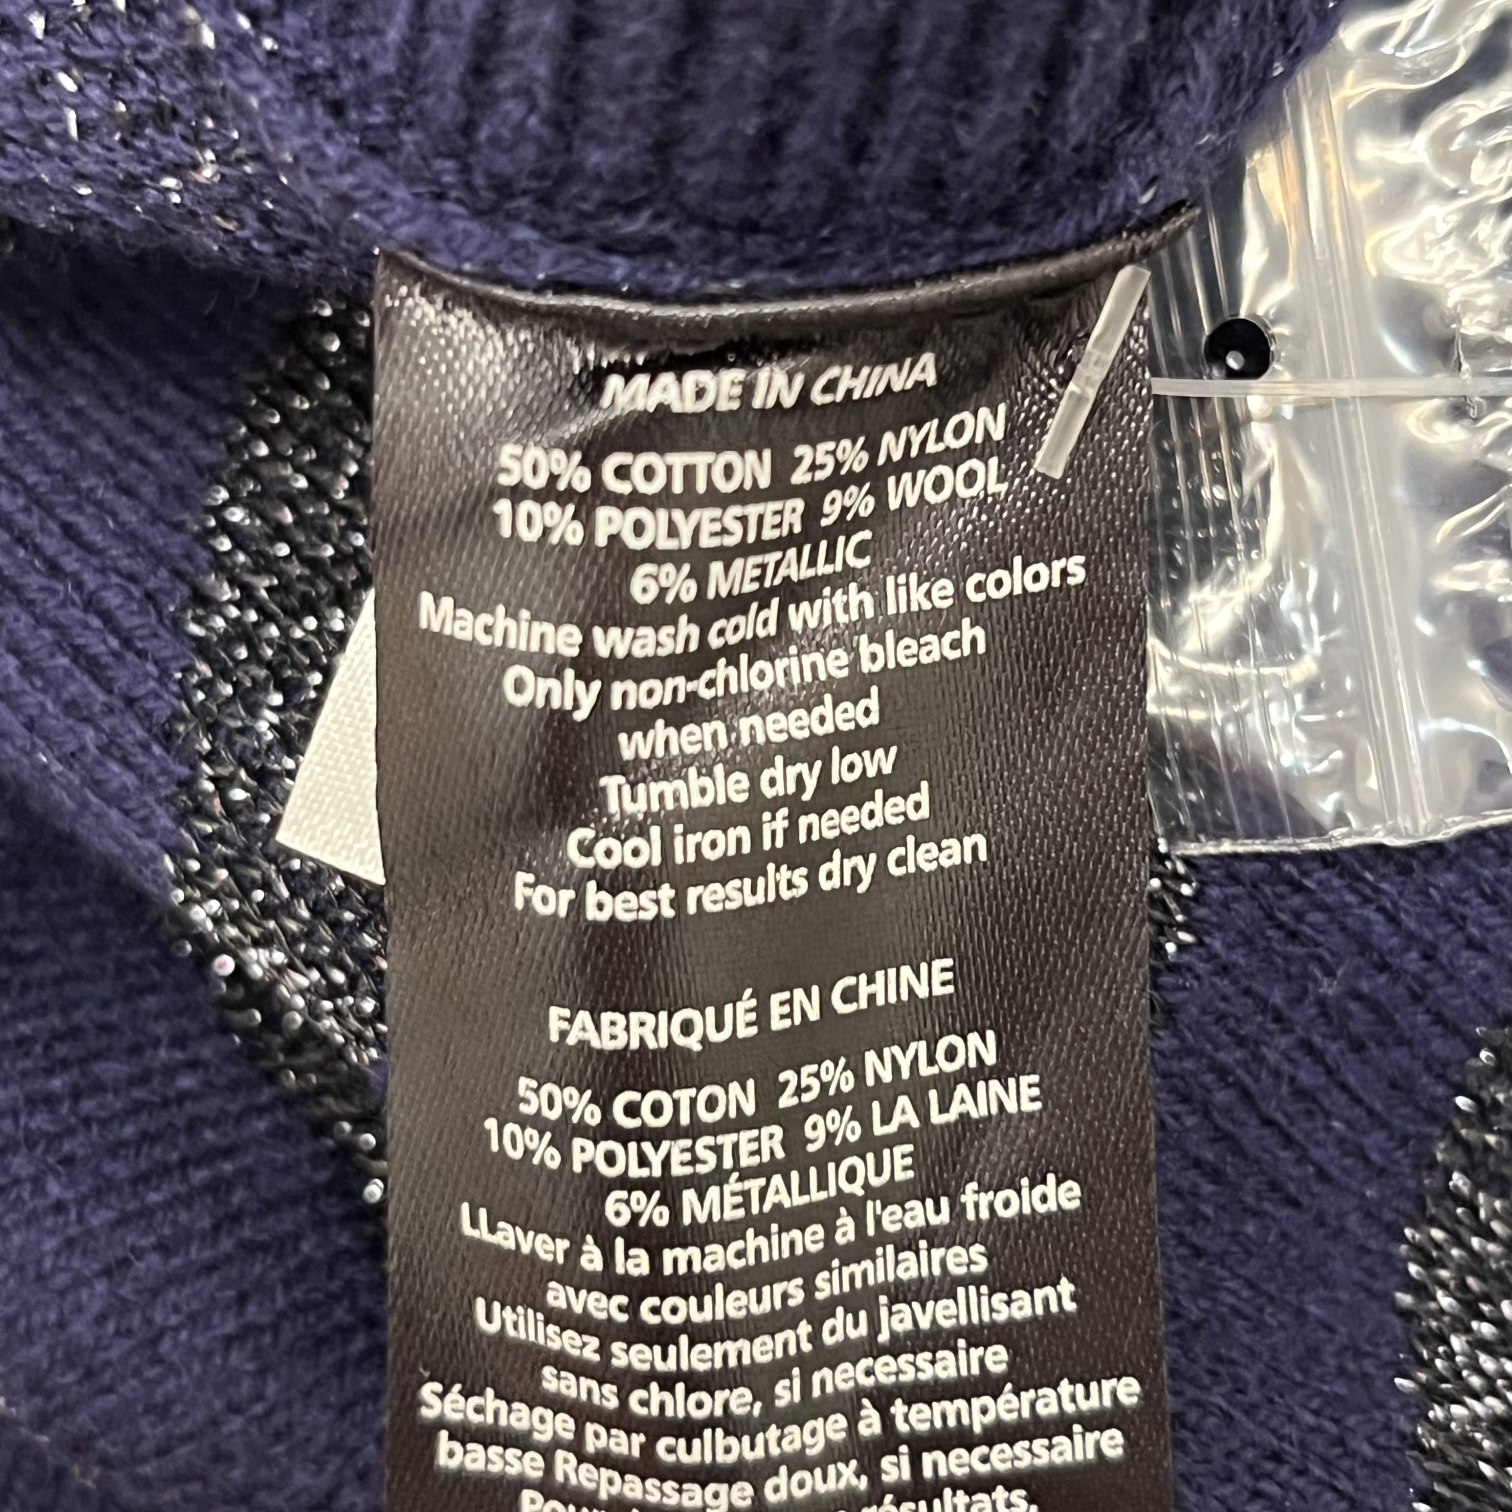 MADE IN CHINA
50% COTTON 25% NYLON
10% POLYESTER 9% WOOL
6% METALLIC
Machine wash cold with like colors
Only non-chlorine bleach
when needed
Tumble dry low
Cool iron if needed
For best results dry clean
FABRIQUÉ EN CHINE
50% COTON 25% NYLON
10% POLYESTER 9% LA LAINE
6% MÉTALLIQUE
LLaver à la machine à l'eau froide
avec couleurs similaires
Utilisez seulement du javellisant
sans chlore, si necessaire
Séchage par culbutage à température
basse Repassage doux, si necessaire
résultats,